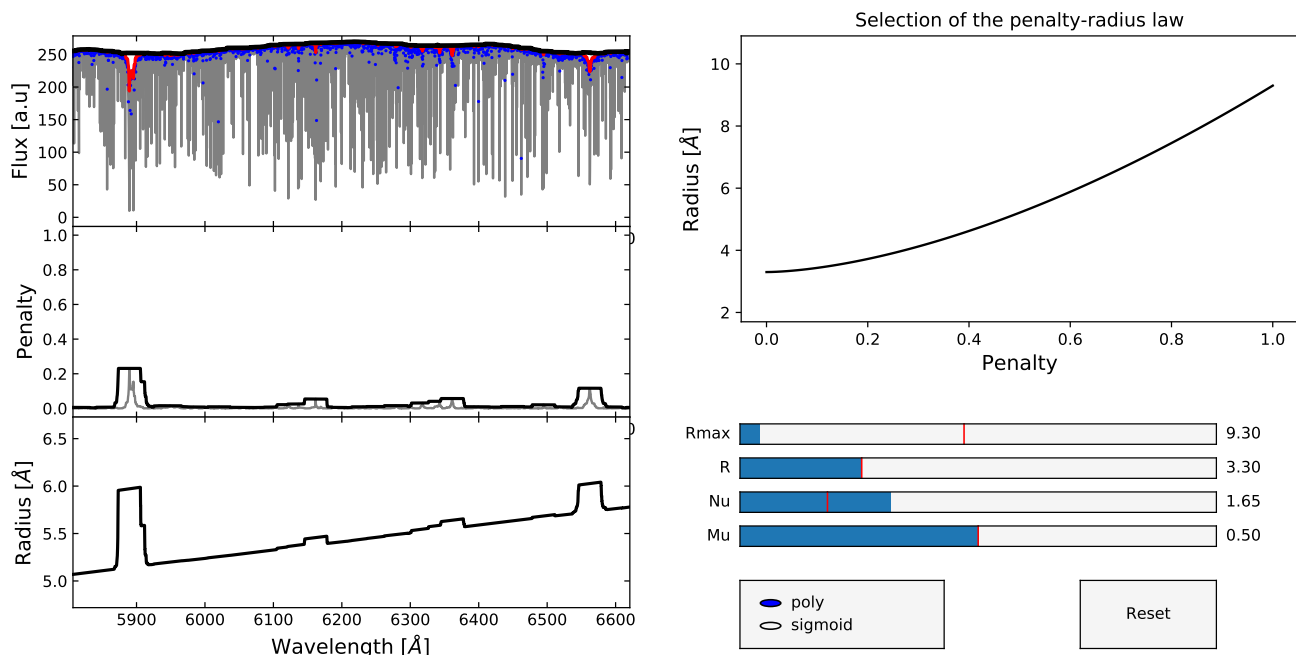 Flux [a.u]
250
200
150
100
50
0
Penalty
1.0
0.8
0.6
0.4
0.2
0.0
Radius [Å]
6.5
6.0
5.5
5.0
5900 6000 6100 6200 6300 6400 6500 6600
Wavelength [Å]
Selection of the penalty-radius law
Radius [Å]
10
8
6
4
2
0.0 0.2 0.4 0.6 0.8 1.0
Penalty
Rmax 9.30
R 3.30
Nu 1.65
Mu 0.50
poly
sigmoid
Reset